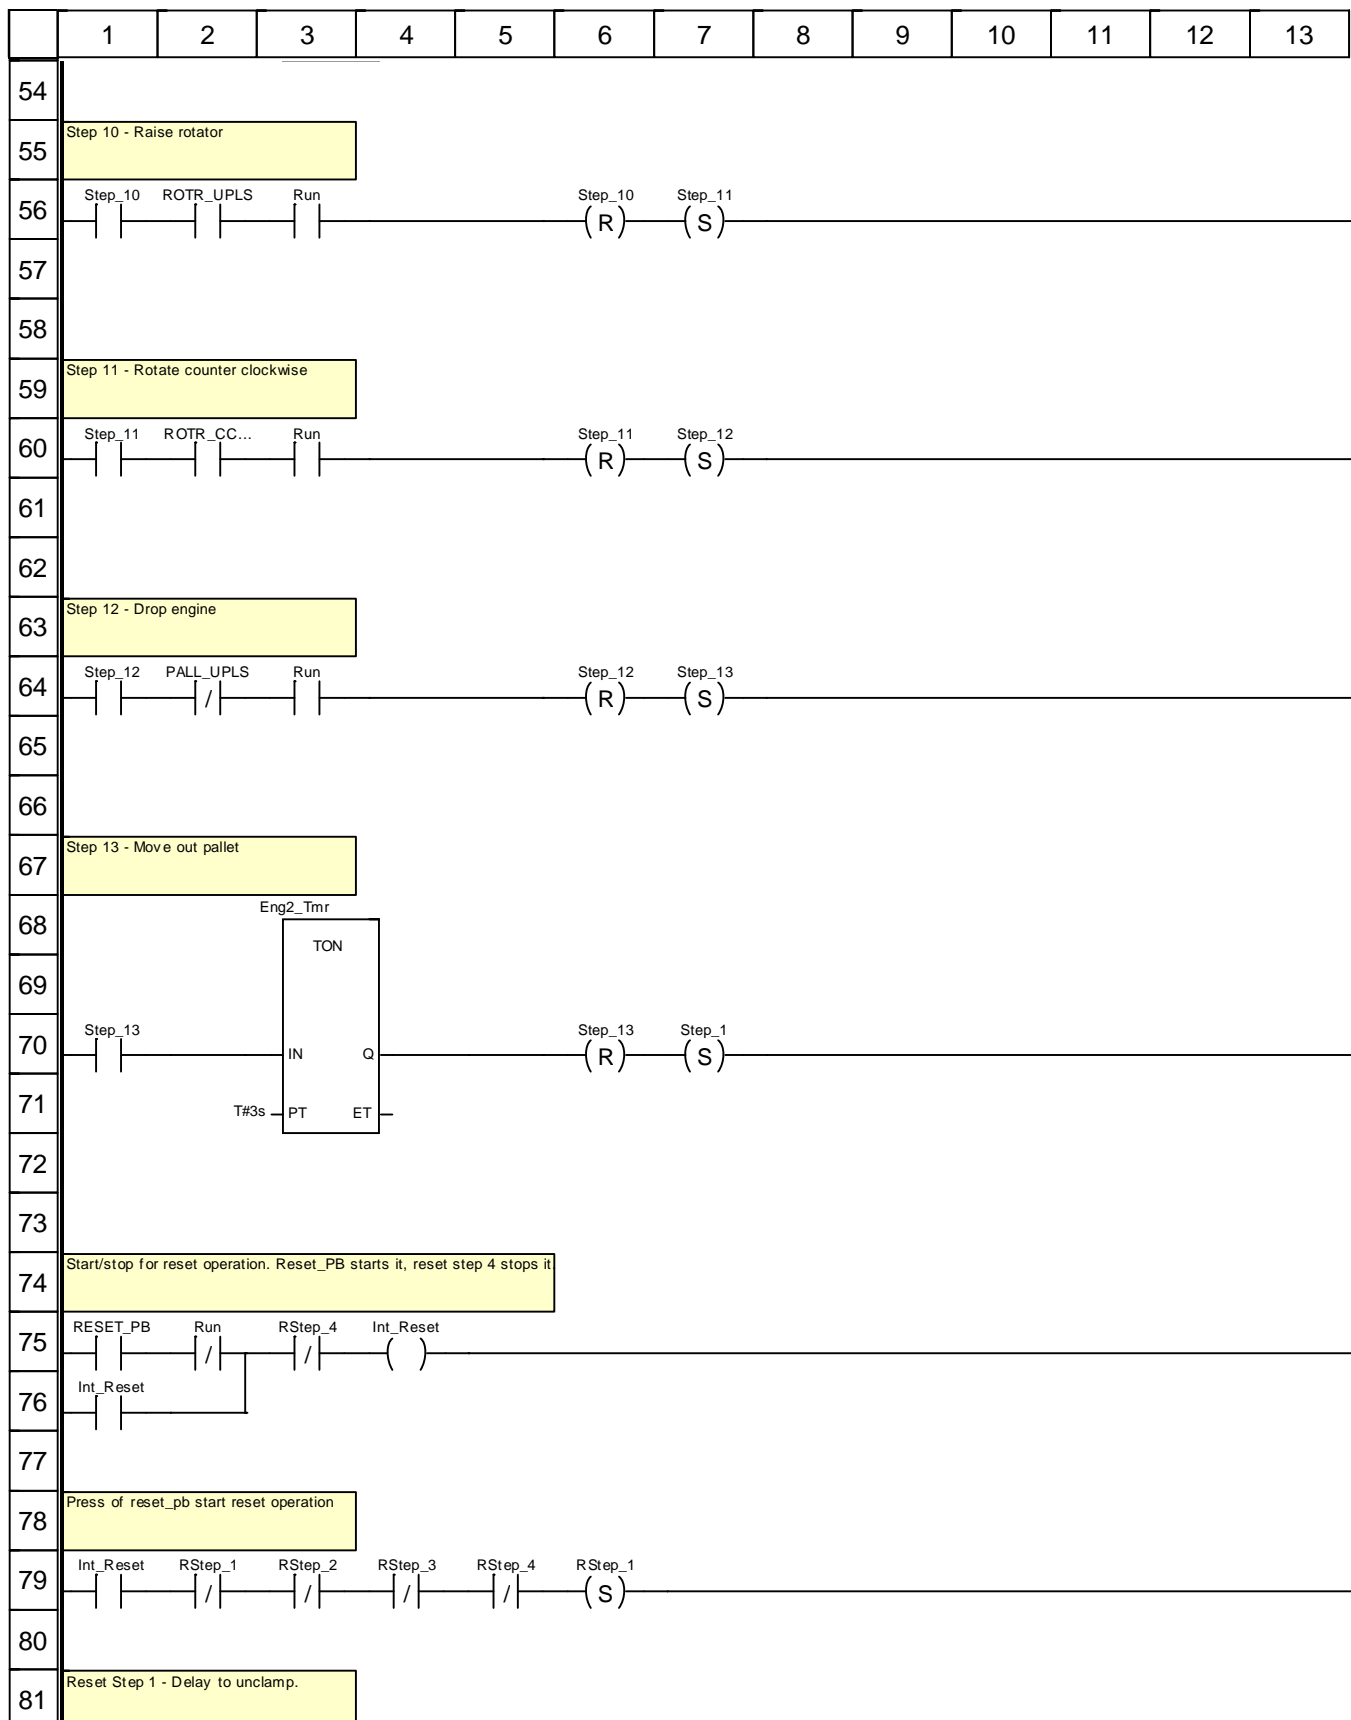 1 2 3 4 5 6 7 8 9 10 11 12 13
54
55 Step 10 - Raise rotator
Step_10 ROTR_UPLS Run Step_10 Step_11
56 R S
57
58
59 Step 11 - Rotate counter clockwise
Step_11 ROTR_CC... Run Step_11 Step_12
60 R S
61
62
63 Step 12 - Drop engine
Step_12 PALL_UPLS Run Step_12 Step_13
64 / R S
65
66
67 Step 13 - Move out pallet
Eng2_Tmr
68
TON
69
Step_13 Step_13 Step_1
70 IN Q R S
71 T#3s PT ET
72
73
74 Start/stop for reset operation. Reset_PB starts it, reset step 4 stops it
RESET_PB Run RStep_4 Int_Reset
75 / /
Int_Reset
76
77
78 Press of reset_pb start reset operation
Int_Reset RStep_1 RStep_2 RStep_3 RStep_4 RStep_1
79 / / / / S
80
81 Reset Step 1 - Delay to unclamp.